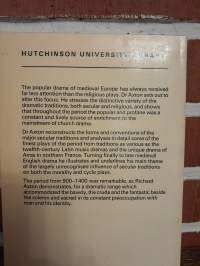 HUTCHINSON UNIVERSITY LIBRARY
The popular drama of medieval Europe has always received
far less attention than the religious plays. Dr Axton sets out to
alter this focus. He stresses the distinctive variety of the
dramatic traditions, both secular and religious, and shows
that throughout the period the popular and profane was a
constant and lively source of enrichment to the
mainstream of church drama.
Dr Axton reconstructs the forms and conventions of the
major secular traditions and analyses in detail some of the
finest plays of the period from traditions as various as the
twelfth-century Latin music dramas and the unique drama of
Arras in northern France. Turning finally to late medieval
English drama he illustrates and underlines his main theme
of the largely unrecognised influence of secular traditions
on both the morality and cycle plays.
The period from 900–1400 was remarkable, as Richard
Axton demonstrates, for a dramatic range which
accommodated the bawdy, the crude and the fantastic beside
the solemn and sacred in its constant preoccupation with
man and his identity.